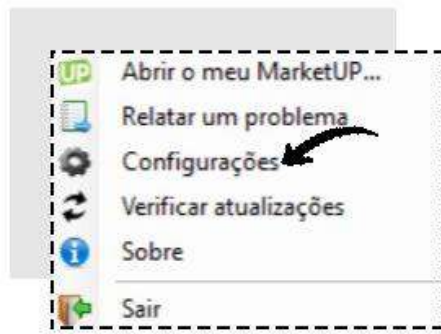 UP Abrir o meu MarketUP...
Relatar um problema
Configurações
Verificar atualizações
Sobre
Sair